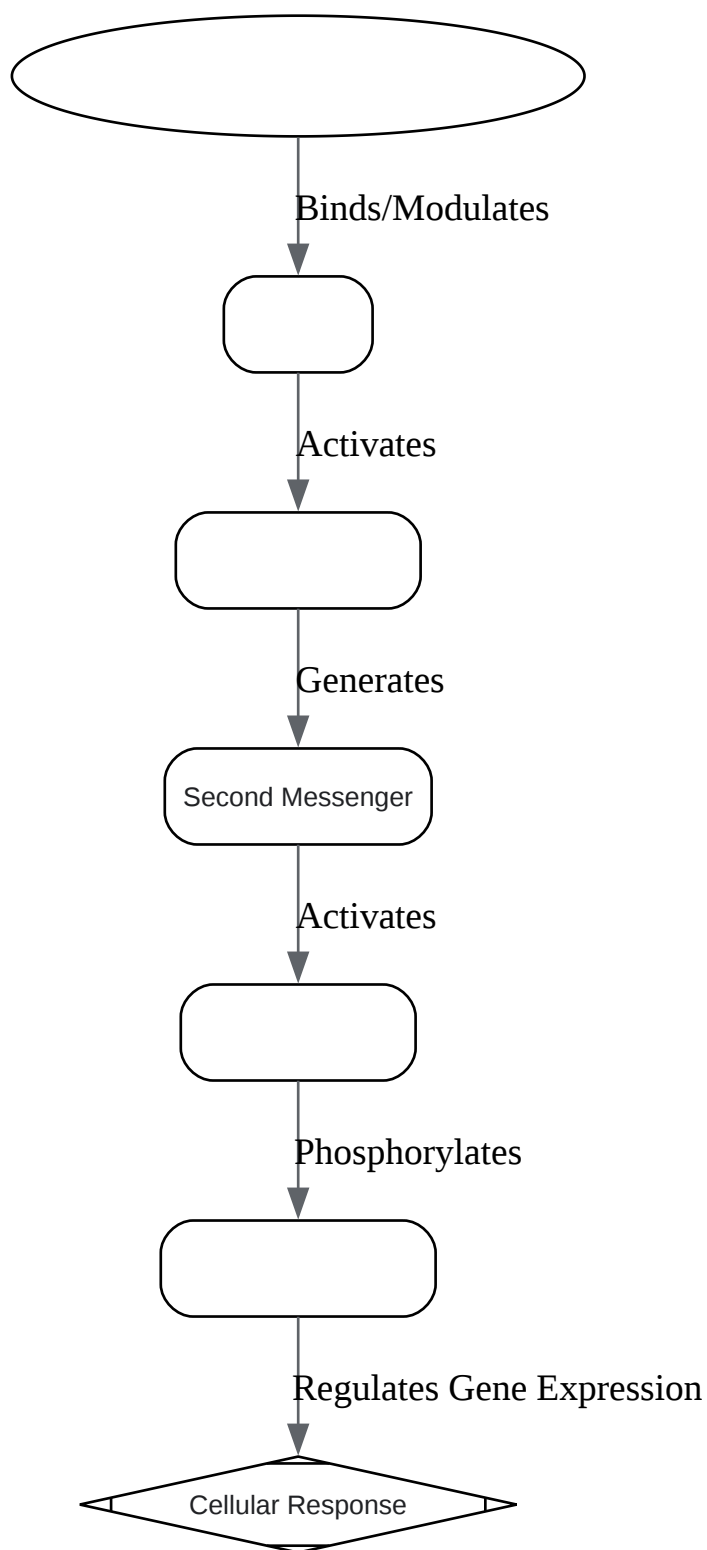 Binds/Modulates
Activates
Generates
Second Messenger
Activates
Phosphorylates
Regulates Gene Expression
Cellular Response